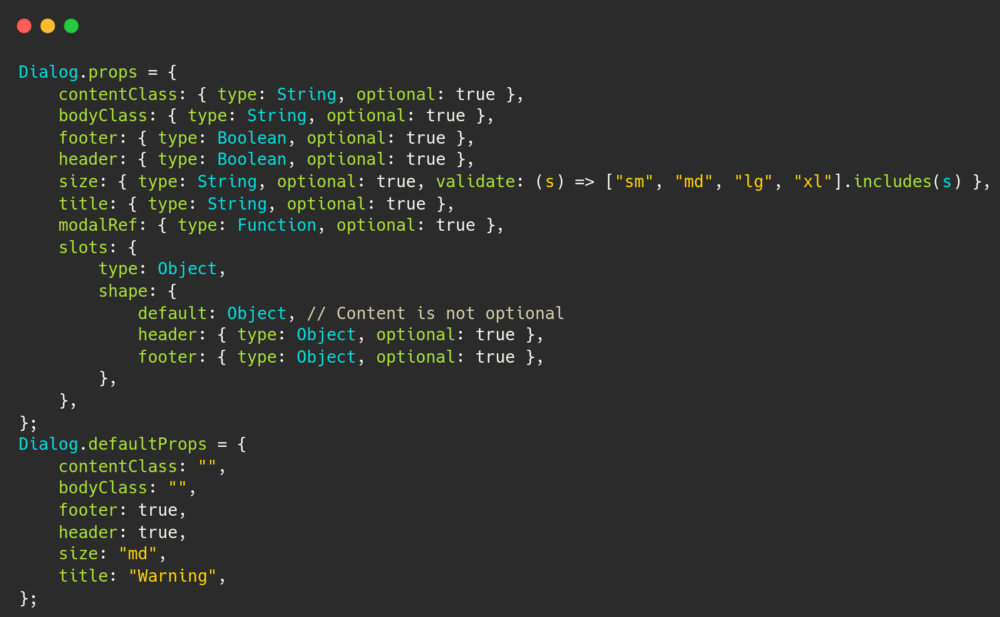 Dialog.props = {
    contentClass: { type: String, optional: true },
    bodyClass: { type: String, optional: true },
    footer: { type: Boolean, optional: true },
    header: { type: Boolean, optional: true },
    size: { type: String, optional: true, validate: (s) => ["sm", "md", "lg", "xl"].includes(s) },
    title: { type: String, optional: true },
    modalRef: { type: Function, optional: true },
    slots: {
        type: Object,
        shape: {
            default: Object, // Content is not optional
            header: { type: Object, optional: true },
            footer: { type: Object, optional: true },
        },
    },
};
Dialog.defaultProps = {
    contentClass: "",
    bodyClass: "",
    footer: true,
    header: true,
    size: "md",
    title: "Warning",
};